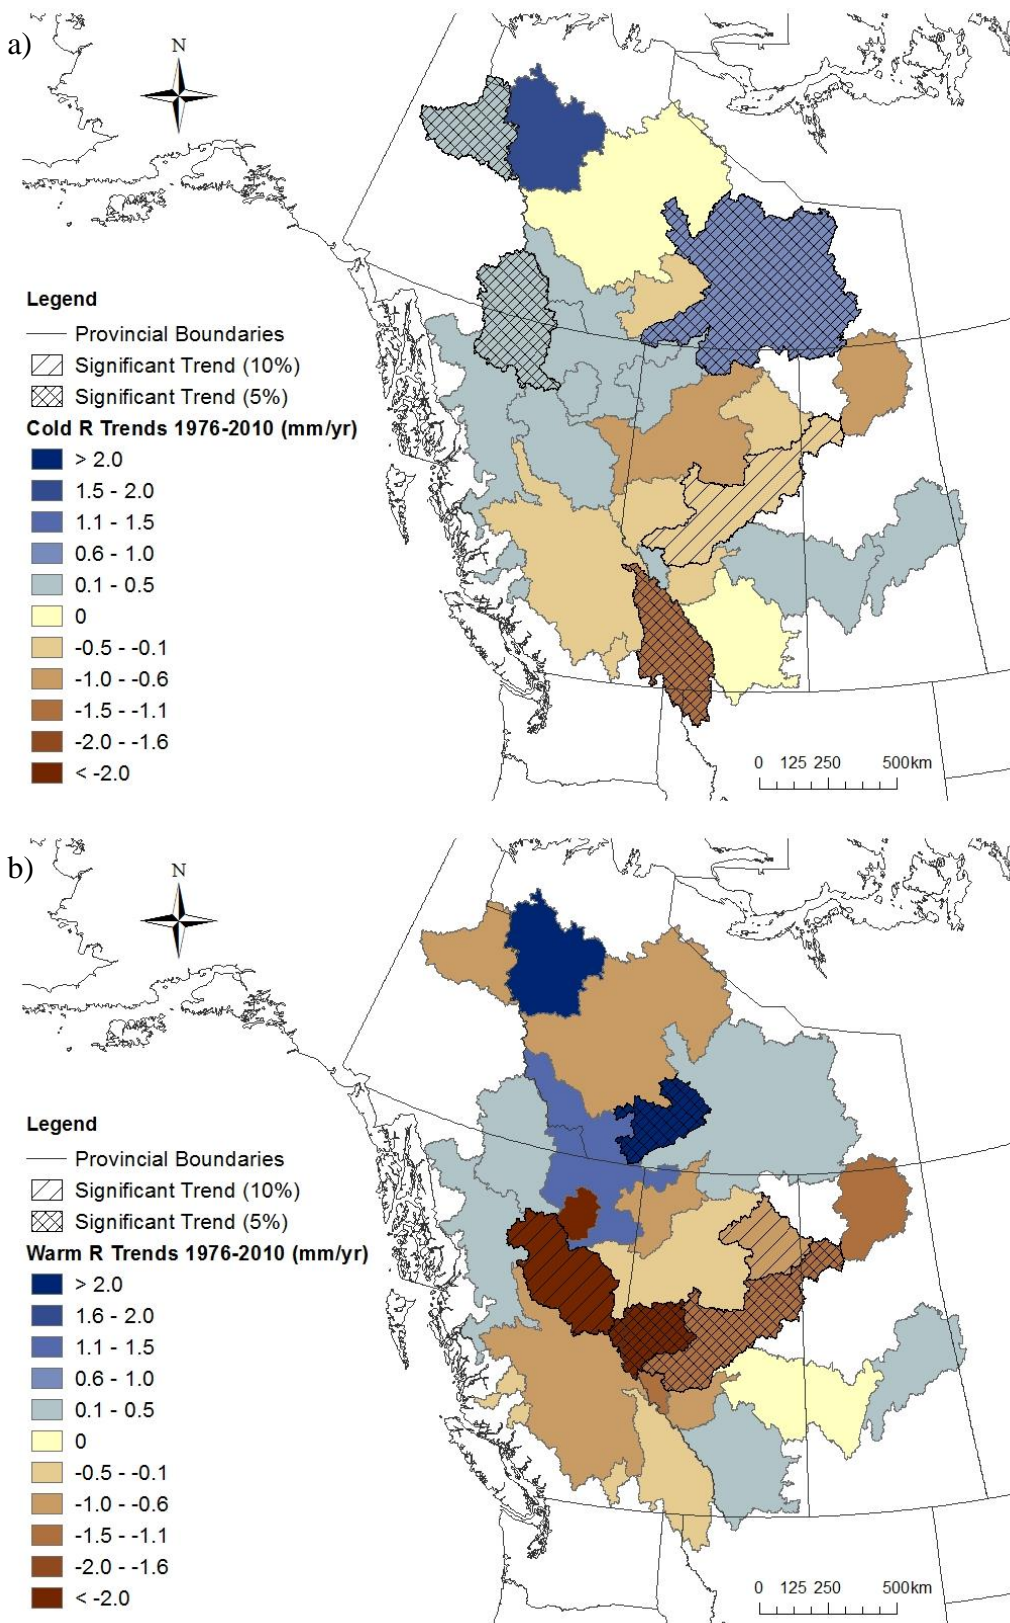 a)
N
Legend
Provincial Boundaries
Significant Trend (10%)
Significant Trend (5%)
Cold R Trends 1976-2010 (mm/yr)
> 2.0
1.5 - 2.0
1.1 - 1.5
0.6 - 1.0
0.1 - 0.5
0
-0.5 - -0.1
-1.0 - -0.6
-1.5 - -1.1
-2.0 - -1.6
< -2.0
0 125 250 500km
b)
N
Legend
Provincial Boundaries
Significant Trend (10%)
Significant Trend (5%)
Warm R Trends 1976-2010 (mm/yr)
> 2.0
1.6 - 2.0
1.1 - 1.5
0.6 - 1.0
0.1 - 0.5
0
-0.5 - -0.1
-1.0 - -0.6
-1.5 - -1.1
-2.0 - -1.6
< -2.0
0 125 250 500km